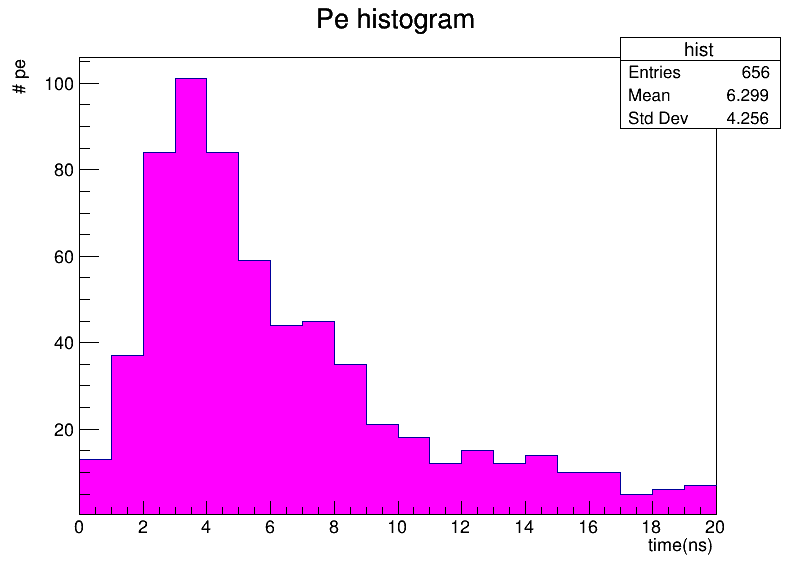 Pe histogram
hist
Entries 656
Mean 6.299
Std Dev 4.256
# pe
100
80
60
40
20
0 2 4 6 8 10 12 14 16 18 20
time(ns)